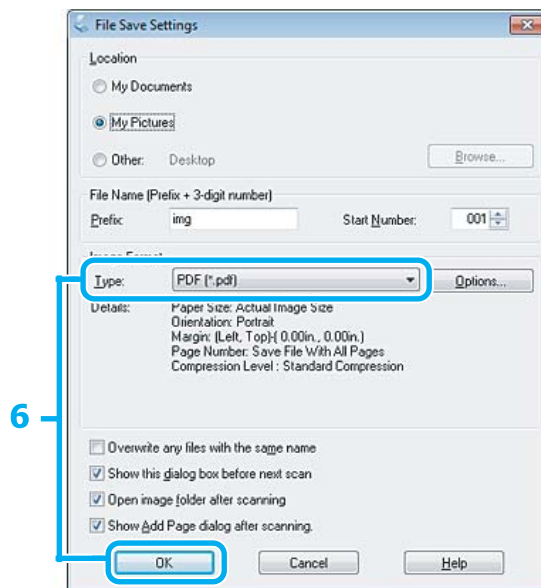 File Save Settings
Location
My Documents
My Pictures
Other: Desktop Browse...
File Name (Prefix + 3-digit number)
Prefix: img Start Number: 001
Image Format
Type: PDF (*.pdf) Options...
Details: Paper Size: Actual Image Size
Orientation: Portrait
Margin: (Left, Top)-( 0.00in., 0.00in.)
Page Number: Save File With All Pages
Compression Level : Standard Compression
6
Overwrite any files with the same name
Show this dialog box before next scan
Open image folder after scanning
Show Add Page dialog after scanning.
OK Cancel Help